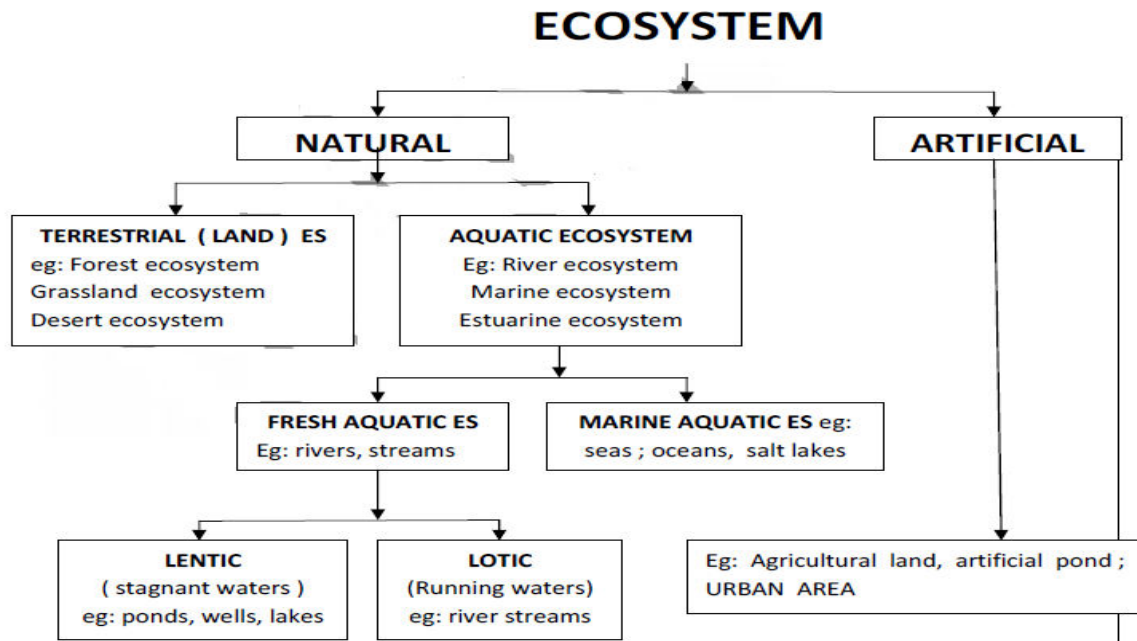 ECOSYSTEM
NATURAL
ARTIFICIAL
TERRESTRIAL ( LAND ) ES
eg: Forest ecosystem
Grassland ecosystem
Desert ecosystem
AQUATIC ECOSYSTEM
Eg: River ecosystem
Marine ecosystem
Estuarine ecosystem
FRESH AQUATIC ES
Eg: rivers, streams
MARINE AQUATIC ES eg:
seas ; oceans, salt lakes
LENTIC
( stagnant waters )
eg: ponds, wells, lakes
LOTIC
(Running waters)
eg: river streams
Eg: Agricultural land, artificial pond ;
URBAN AREA